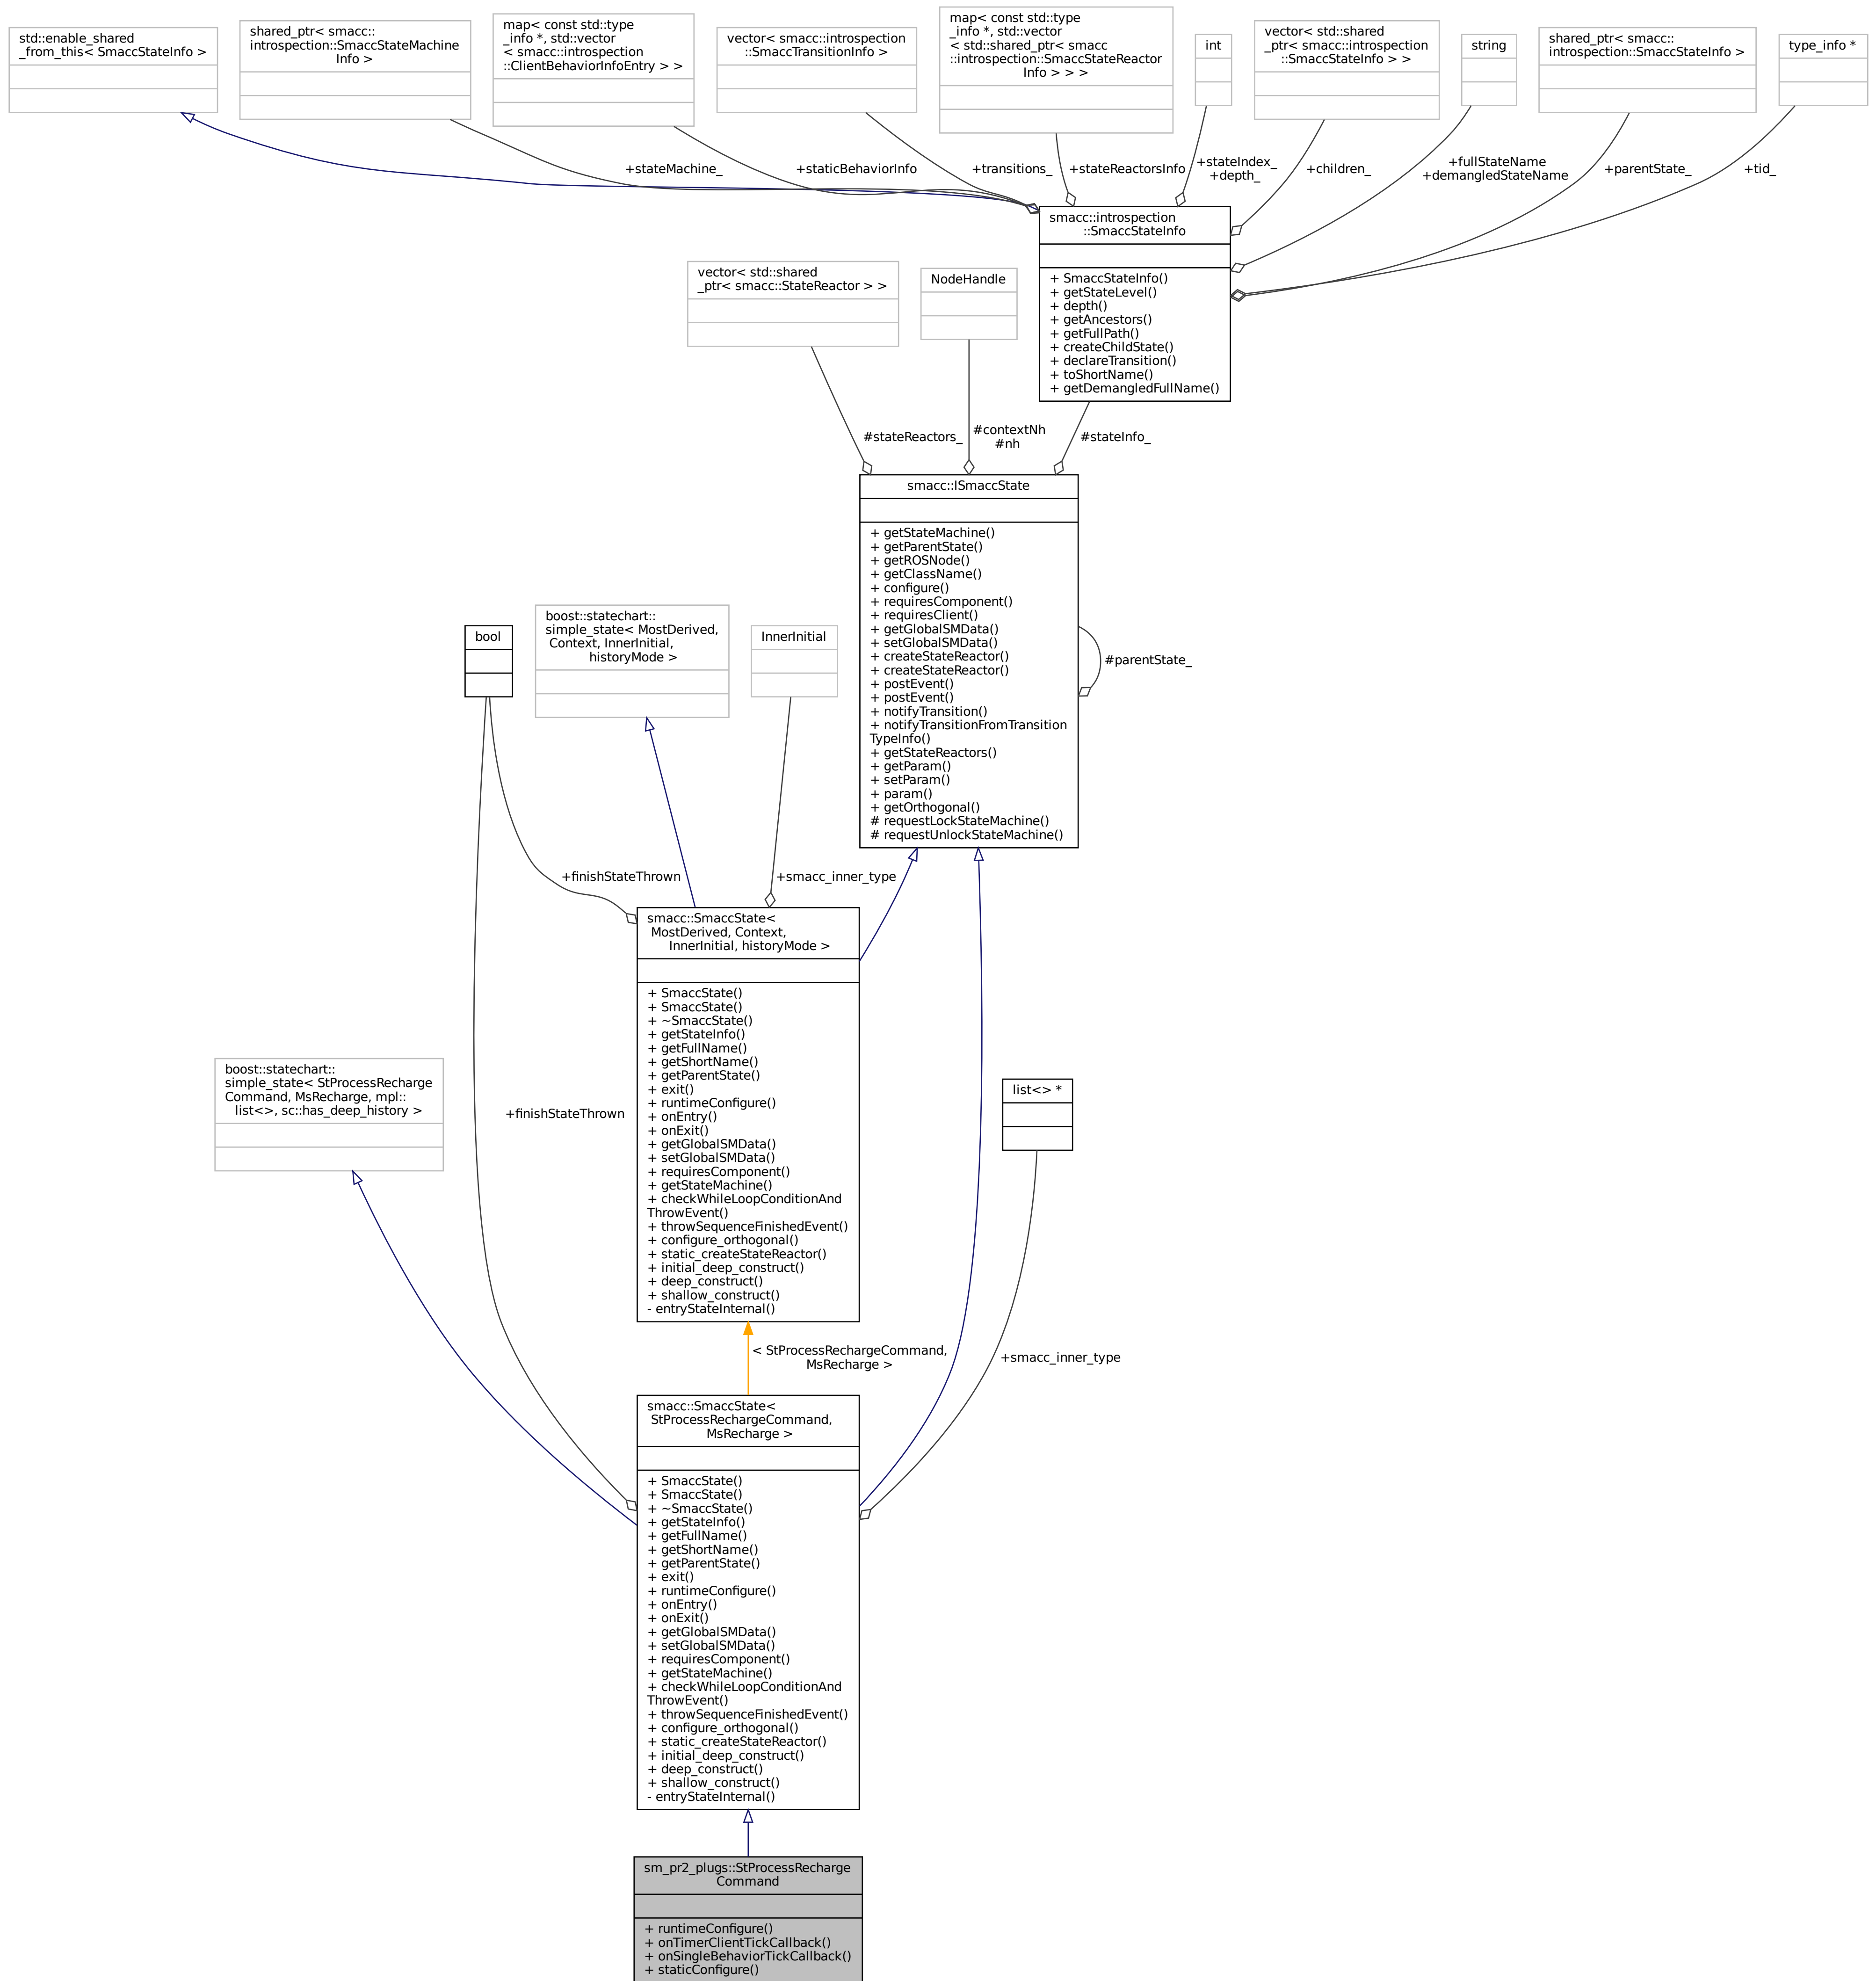 std::enable_shared
_from_this< SmaccStateInfo >
shared_ptr< smacc::
introspection::SmaccStateMachine
Info >
map< const std::type
_info *, std::vector
< smacc::introspection
::ClientBehaviorInfoEntry > >
vector< smacc::introspection
::SmaccTransitionInfo >
map< const std::type
_info *, std::vector
< std::shared_ptr< smacc
::introspection::SmaccStateReactor
Info > > >
int
vector< std::shared
_ptr< smacc::introspection
::SmaccStateInfo > >
string
shared_ptr< smacc::
introspection::SmaccStateInfo >
type_info *
+stateMachine_
+staticBehaviorInfo
+transitions_
+stateReactorsInfo
+stateIndex_
+depth_
+children_
+fullStateName
+demangledStateName
+parentState_
+tid_
smacc::introspection
::SmaccStateInfo
+ SmaccStateInfo()
+ getStateLevel()
+ depth()
+ getAncestors()
+ getFullPath()
+ createChildState()
+ declareTransition()
+ toShortName()
+ getDemangledFullName()
vector< std::shared
_ptr< smacc::StateReactor > >
NodeHandle
#stateReactors_
#contextNh
#nh
#stateInfo_
smacc::ISmaccState
+ getStateMachine()
+ getParentState()
+ getROSNode()
+ getClassName()
+ configure()
+ requiresComponent()
+ requiresClient()
+ getGlobalSMData()
+ setGlobalSMData()
+ createStateReactor()
+ createStateReactor()
+ postEvent()
+ postEvent()
+ notifyTransition()
+ notifyTransitionFromTransition
TypeInfo()
+ getStateReactors()
+ getParam()
+ setParam()
+ param()
+ getOrthogonal()
# requestLockStateMachine()
# requestUnlockStateMachine()
#parentState_
bool
boost::statechart::
simple_state< MostDerived,
Context, InnerInitial,
historyMode >
InnerInitial
+finishStateThrown
+smacc_inner_type
smacc::SmaccState<
MostDerived, Context,
InnerInitial, historyMode >
+ SmaccState()
+ SmaccState()
+ ~SmaccState()
+ getStateInfo()
+ getFullName()
+ getShortName()
+ getParentState()
+ exit()
+ runtimeConfigure()
+ onEntry()
+ onExit()
+ getGlobalSMData()
+ setGlobalSMData()
+ requiresComponent()
+ getStateMachine()
+ checkWhileLoopConditionAnd
ThrowEvent()
+ throwSequenceFinishedEvent()
+ configure_orthogonal()
+ static_createStateReactor()
+ initial_deep_construct()
+ deep_construct()
+ shallow_construct()
- entryStateInternal()
boost::statechart::
simple_state< StProcessRecharge
Command, MsRecharge, mpl::
list<>, sc::has_deep_history >
+finishStateThrown
list<> *
< StProcessRechargeCommand,
MsRecharge >
+smacc_inner_type
smacc::SmaccState<
StProcessRechargeCommand,
MsRecharge >
+ SmaccState()
+ SmaccState()
+ ~SmaccState()
+ getStateInfo()
+ getFullName()
+ getShortName()
+ getParentState()
+ exit()
+ runtimeConfigure()
+ onEntry()
+ onExit()
+ getGlobalSMData()
+ setGlobalSMData()
+ requiresComponent()
+ getStateMachine()
+ checkWhileLoopConditionAnd
ThrowEvent()
+ throwSequenceFinishedEvent()
+ configure_orthogonal()
+ static_createStateReactor()
+ initial_deep_construct()
+ deep_construct()
+ shallow_construct()
- entryStateInternal()
sm_pr2_plugs::StProcessRecharge
Command
+ runtimeConfigure()
+ onTimerClientTickCallback()
+ onSingleBehaviorTickCallback()
+ staticConfigure()